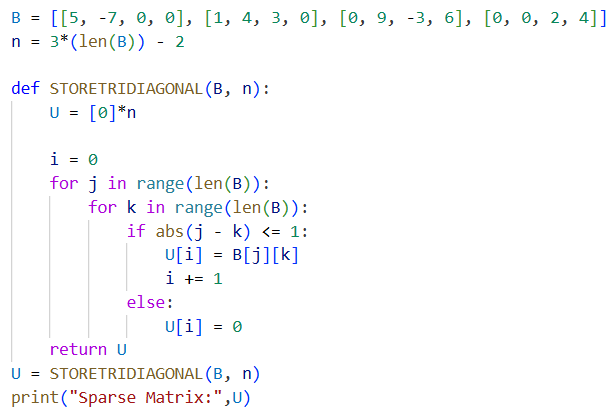 B = [[5, -7, 0, 0], [1, 4, 3, 0], [0, 9, -3, 6], [0, 0, 2, 4]]
n = 3*(len(B)) - 2
def STORETRIDIAGONAL(B, n):
    U = [0]*n
    i = 0
    for j in range(len(B)):
        for k in range(len(B)):
            if abs(j - k) <= 1:
                U[i] = B[j][k]
                i += 1
            else:
                U[i] = 0
    return U
U = STORETRIDIAGONAL(B, n)
print("Sparse Matrix:",U)